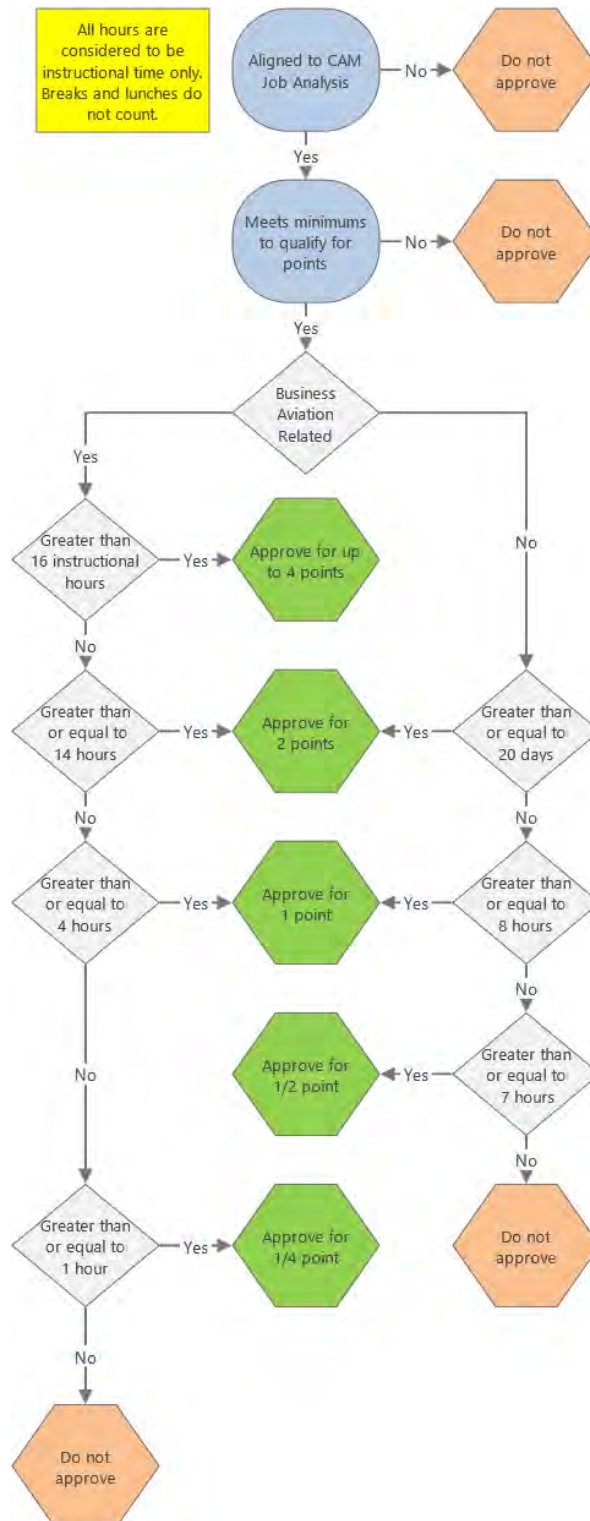 All hours are
considered to be
instructional time only.
Breaks and lunches do
not count.
Aligned to CAM
Job Analysis
No
Do not
approve
Yes
Meets minimums
to qualify for
points
No
Do not
approve
Yes
Business
Aviation
Related
Yes
No
Greater than
16 instructional
hours
Yes
Approve for up
to 4 points
No
Greater than
or equal to
14 hours
Yes
Approve for
2 points
Yes
Greater than
or equal to
20 days
No
No
Greater than
or equal to
4 hours
Yes
Approve for
1 point
Yes
Greater than
or equal to
8 hours
No
No
Approve for
1/2 point
Yes
Greater than
or equal to
7 hours
No
Greater than
or equal to
1 hour
Yes
Approve for
1/4 point
Do not
approve
No
Do not
approve